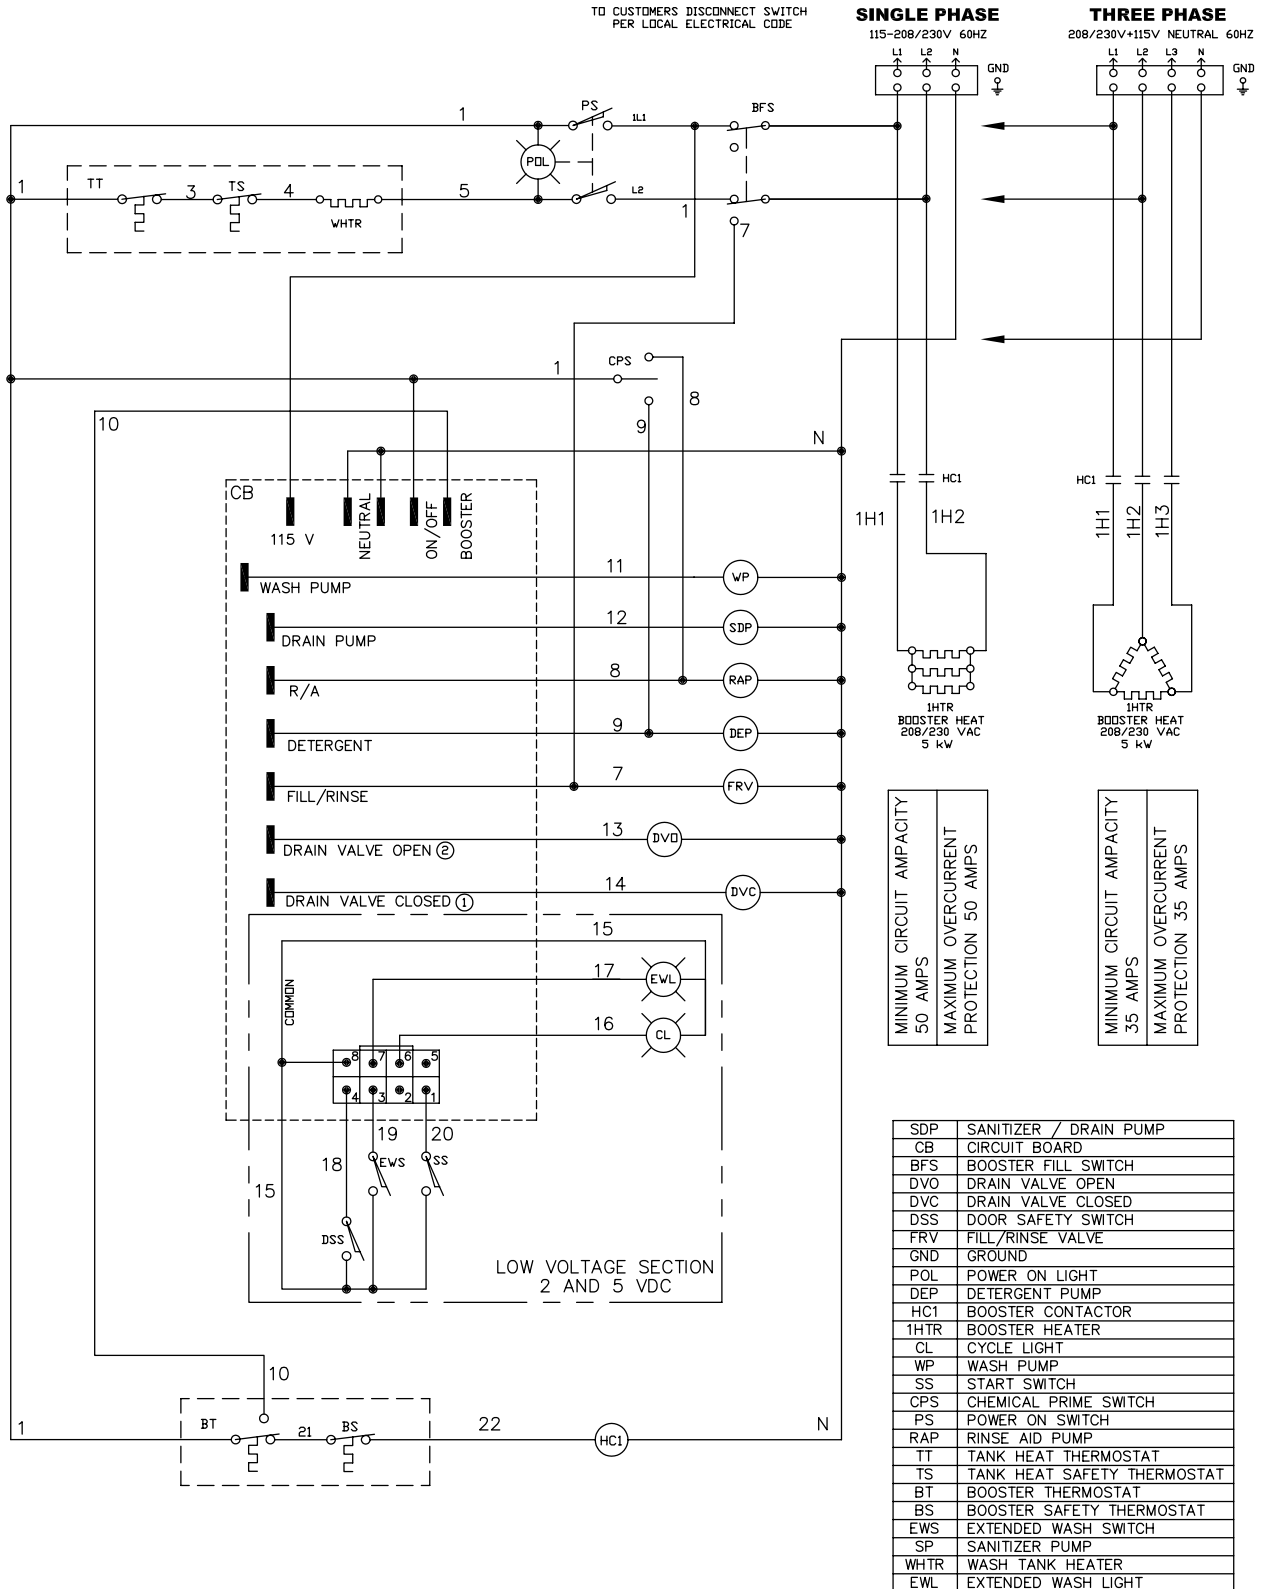 TO CUSTOMERS DISCONNECT SWITCH
PER LOCAL ELECTRICAL CODE
SINGLE PHASE
115-208/230V 60HZ
L1 L2 N
GND
THREE PHASE
208/230V+115V NEUTRAL 60HZ
L1 L2 L3 N
GND
1
PS
1L1
BFS
POL
1
TT
3
TS
4
WHTR
5
L2
1
7
1
CPS
8
9
10
N
CB
115 V
NEUTRAL
ON/OFF
BOOSTER
HC1
1H1
1H2
HC1
1H1
1H2
1H3
WASH PUMP
11
WP
DRAIN PUMP
12
SDP
R/A
8
RAP
DETERGENT
9
DEP
FILL/RINSE
7
FRV
DRAIN VALVE OPEN 2
13
DVO
DRAIN VALVE CLOSED 1
14
DVC
1HTR
BOOSTER HEAT
208/230 VAC
5 kW
1HTR
BOOSTER HEAT
208/230 VAC
5 kW
MINIMUM CIRCUIT AMPACITY
50 AMPS
MAXIMUM OVERCURRENT
PROTECTION 50 AMPS
MINIMUM CIRCUIT AMPACITY
35 AMPS
MAXIMUM OVERCURRENT
PROTECTION 35 AMPS
15
17
EWL
COMMON
16
CL
8 7 6 5
4 3 2 1
19
20
18
EWS
SS
15
DSS
LOW VOLTAGE SECTION
2 AND 5 VDC
10
1
BT
21
BS
22
HC1
N
SDP SANITIZER / DRAIN PUMP
CB CIRCUIT BOARD
BFS BOOSTER FILL SWITCH
DVO DRAIN VALVE OPEN
DVC DRAIN VALVE CLOSED
DSS DOOR SAFETY SWITCH
FRV FILL/RINSE VALVE
GND GROUND
POL POWER ON LIGHT
DEP DETERGENT PUMP
HC1 BOOSTER CONTACTOR
1HTR BOOSTER HEATER
CL CYCLE LIGHT
WP WASH PUMP
SS START SWITCH
CPS CHEMICAL PRIME SWITCH
PS POWER ON SWITCH
RAP RINSE AID PUMP
TT TANK HEAT THERMOSTAT
TS TANK HEAT SAFETY THERMOSTAT
BT BOOSTER THERMOSTAT
BS BOOSTER SAFETY THERMOSTAT
EWS EXTENDED WASH SWITCH
SP SANITIZER PUMP
WHTR WASH TANK HEATER
EWL EXTENDED WASH LIGHT